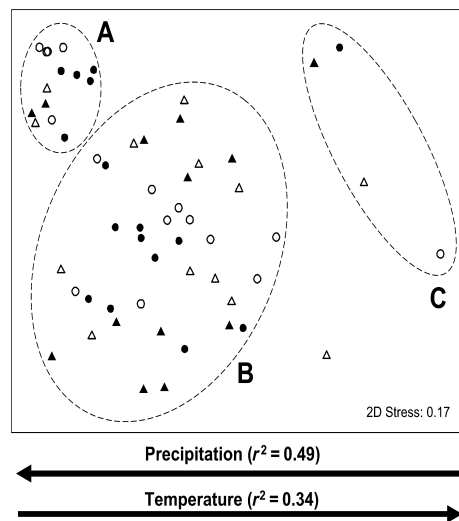 A
C
B
2D Stress: 0.17
Precipitation (r² = 0.49)
Temperature (r² = 0.34)